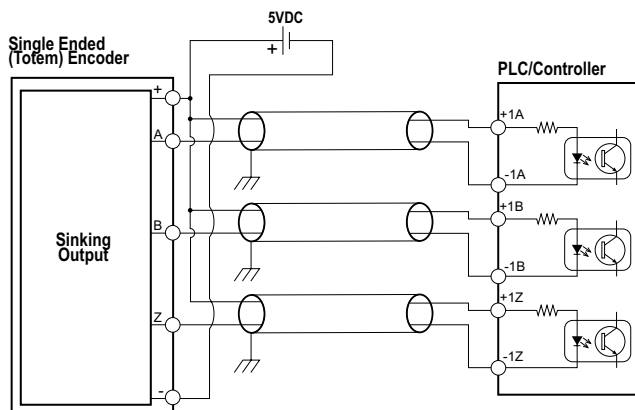 5VDC
+
Single Ended
(Totem) Encoder
PLC/Controller
+
A
B
Z
-
Sinking
Output
+1A
-1A
+1B
-1B
+1Z
-1Z